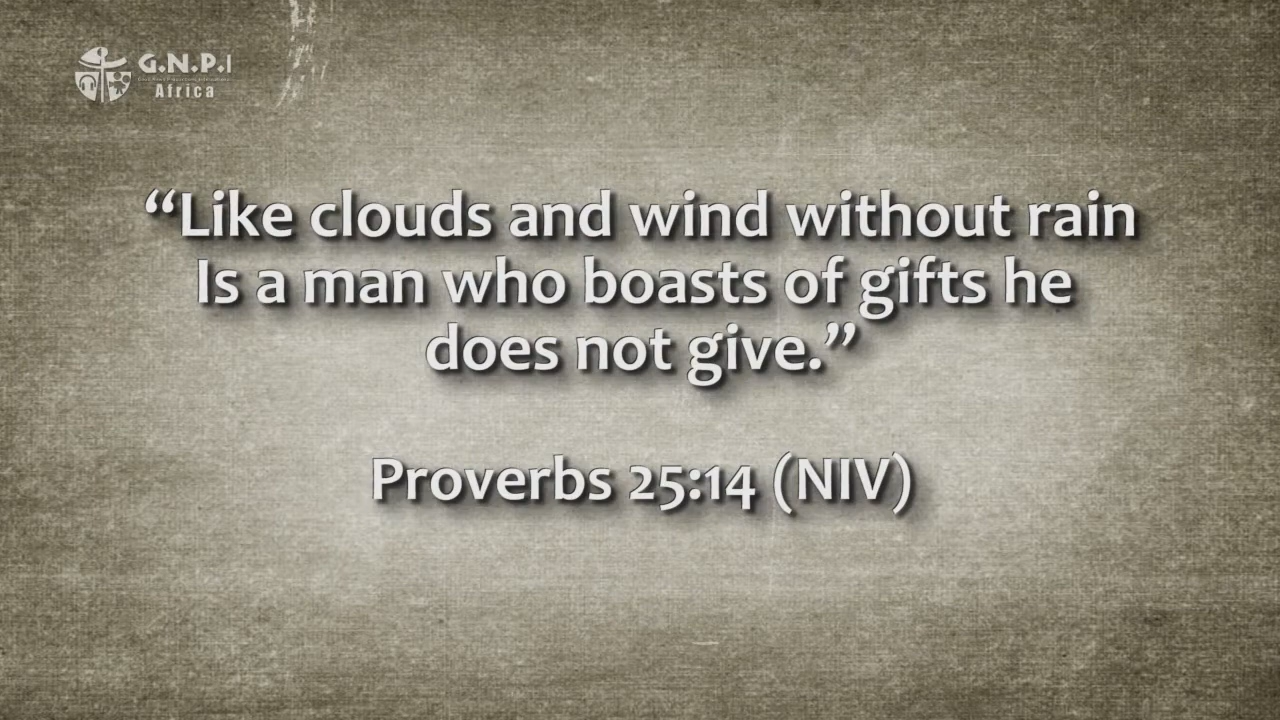 G.N.P.I
Africa
“Like clouds and wind without rain
Is a man who boasts of gifts he
does not give.”
Proverbs 25:14 (NIV)